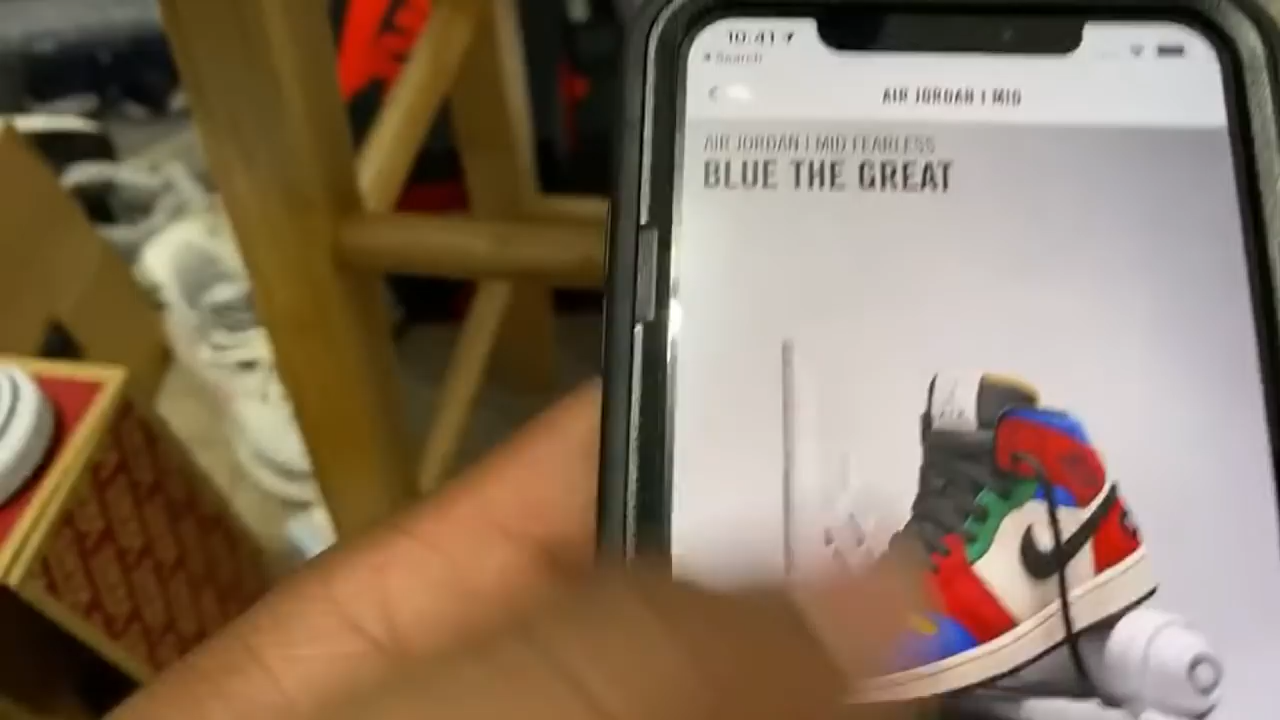 10:41
Search
AIR JORDAN I MID
AIR JORDAN I MID FEARLESS
BLUE THE GREAT